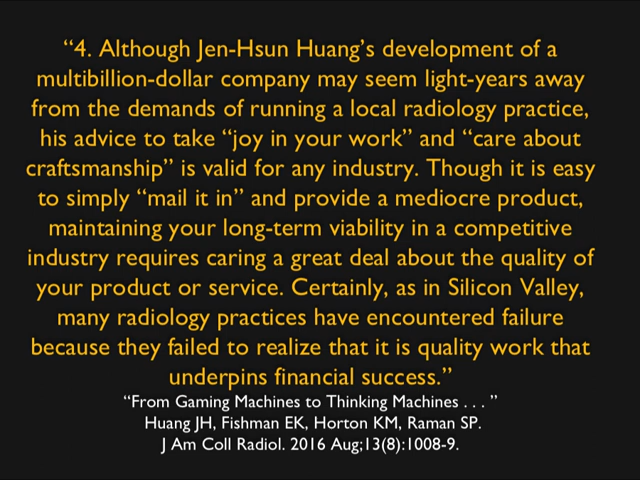 “4. Although Jen-Hsun Huang’s development of a
multibillion-dollar company may seem light-years away
from the demands of running a local radiology practice,
his advice to take “joy in your work” and “care about
craftsmanship” is valid for any industry. Though it is easy
to simply “mail it in” and provide a mediocre product,
maintaining your long-term viability in a competitive
industry requires caring a great deal about the quality of
your product or service. Certainly, as in Silicon Valley,
many radiology practices have encountered failure
because they failed to realize that it is quality work that
underpins financial success.”
“From Gaming Machines to Thinking Machines . . . ”
Huang JH, Fishman EK, Horton KM, Raman SP.
J Am Coll Radiol. 2016 Aug;13(8):1008-9.